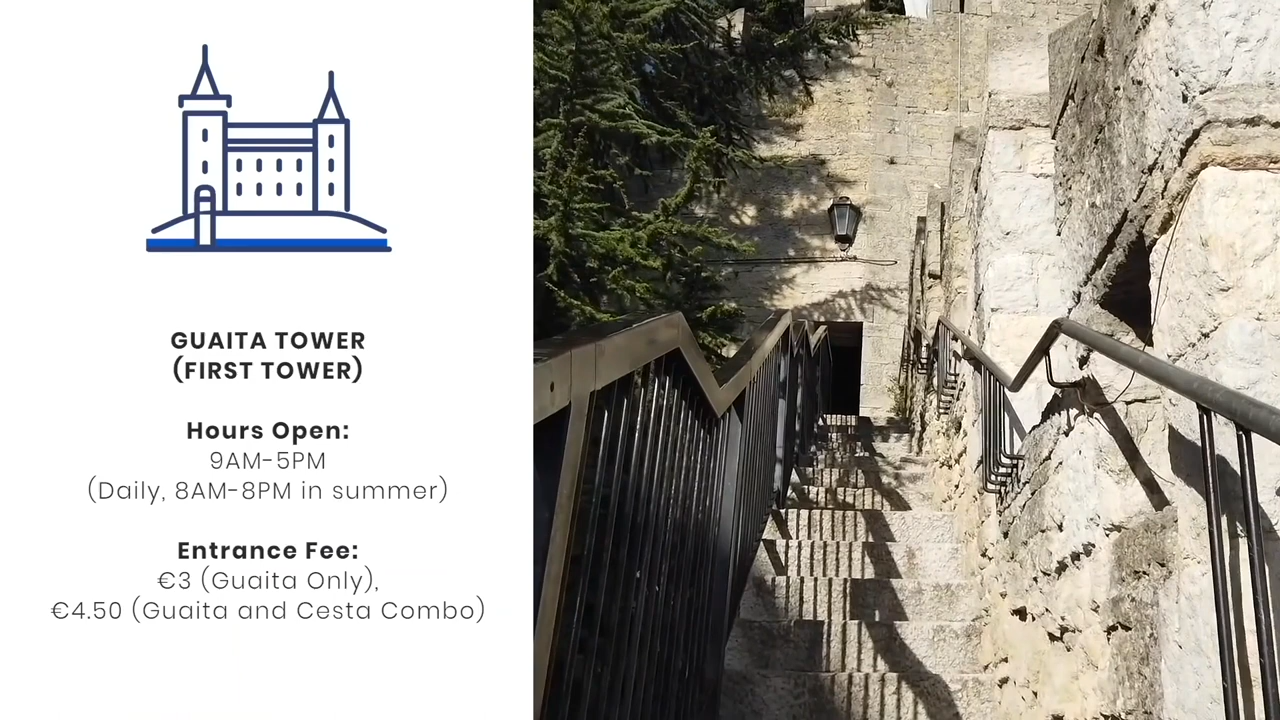 GUAITA TOWER
(FIRST TOWER)
Hours Open:
9AM-5PM
(Daily, 8AM-8PM in summer)
Entrance Fee:
€3 (Guaita Only),
€4.50 (Guaita and Cesta Combo)